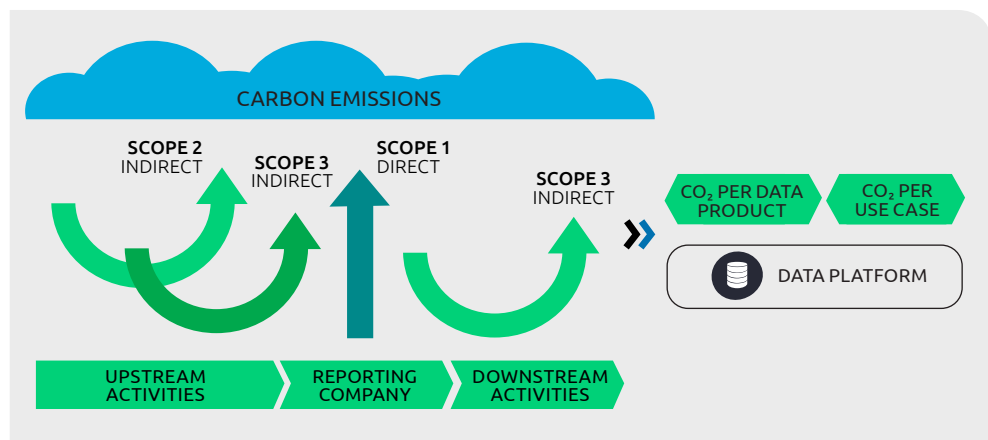 CARBON EMISSIONS
SCOPE 2
INDIRECT
SCOPE 3
INDIRECT
SCOPE 1
DIRECT
SCOPE 3
INDIRECT
CO₂ PER DATA
PRODUCT
CO₂ PER
USE CASE
DATA PLATFORM
UPSTREAM
ACTIVITIES
REPORTING
COMPANY
DOWNSTREAM
ACTIVITIES